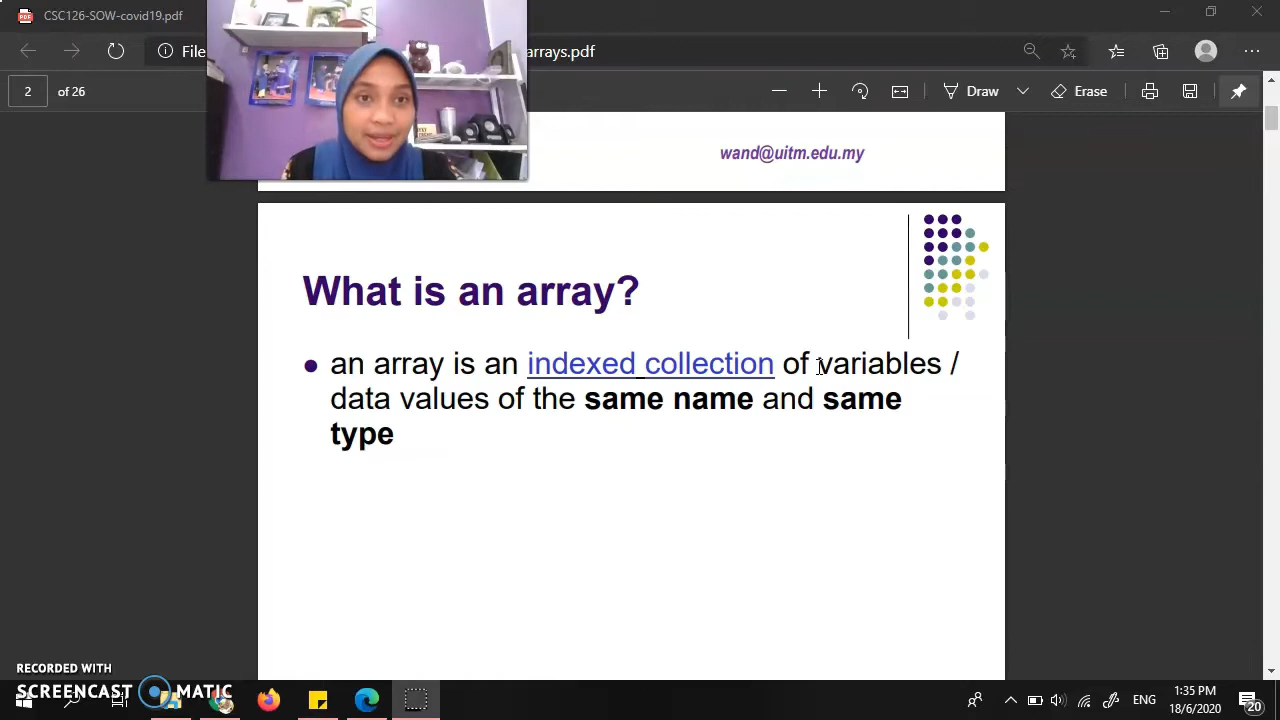 CSC126-SOW-covid19.pdf
File
arrays.pdf
2
of 26
Draw
Erase
wand@uitm.edu.my
What is an array?
an array is an indexed collection of variables /
data values of the same name and same
type
RECORDED WITH
SCREENCAST MATIC
ENG
1:35 PM
18/6/2020
20